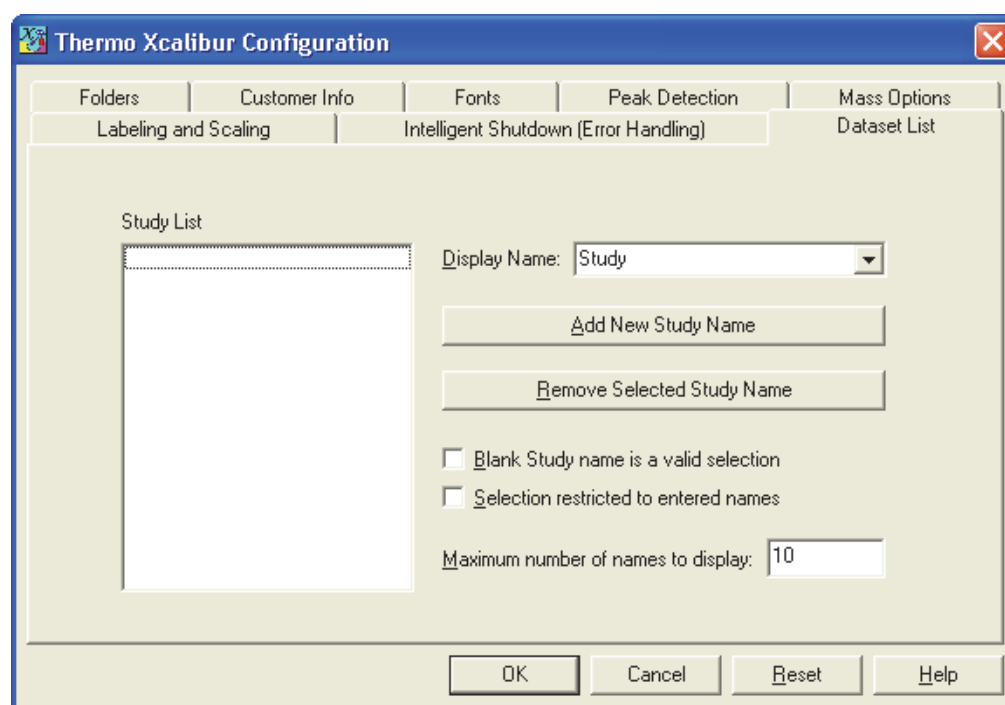 Thermo Xcalibur Configuration
Folders Customer Info Fonts Peak Detection Mass Options
Labeling and Scaling Intelligent Shutdown (Error Handling) Dataset List
Study List
Display Name: Study
Add New Study Name
Remove Selected Study Name
Blank Study name is a valid selection
Selection restricted to entered names
Maximum number of names to display: 10
OK Cancel Reset Help